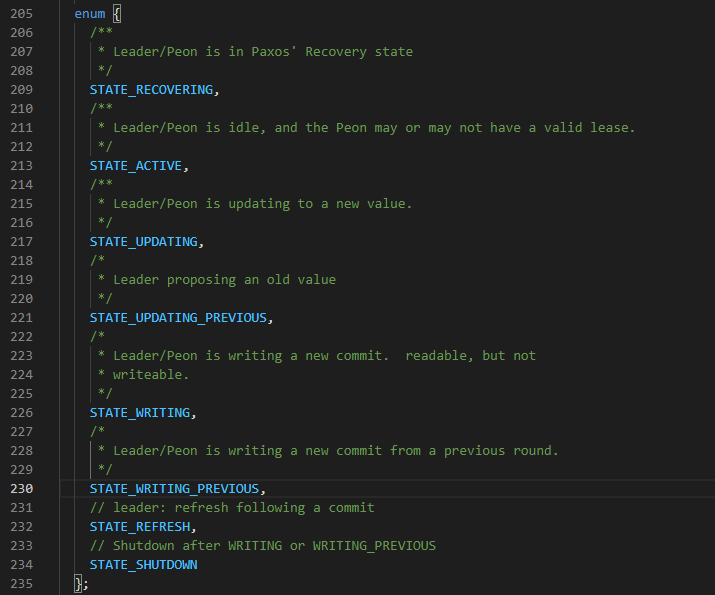 205 enum {
206 /**
207 * Leader/Peon is in Paxos' Recovery state
208 */
209 STATE_RECOVERING,
210 /**
211 * Leader/Peon is idle, and the Peon may or may not have a valid lease.
212 */
213 STATE_ACTIVE,
214 /**
215 * Leader/Peon is updating to a new value.
216 */
217 STATE_UPDATING,
218 /*
219 * Leader proposing an old value
220 */
221 STATE_UPDATING_PREVIOUS,
222 /*
223 * Leader/Peon is writing a new commit.  readable, but not
224 * writeable.
225 */
226 STATE_WRITING,
227 /*
228 * Leader/Peon is writing a new commit from a previous round.
229 */
230 STATE_WRITING_PREVIOUS,
231 // leader: refresh following a commit
232 STATE_REFRESH,
233 // Shutdown after WRITING or WRITING_PREVIOUS
234 STATE_SHUTDOWN
235 };